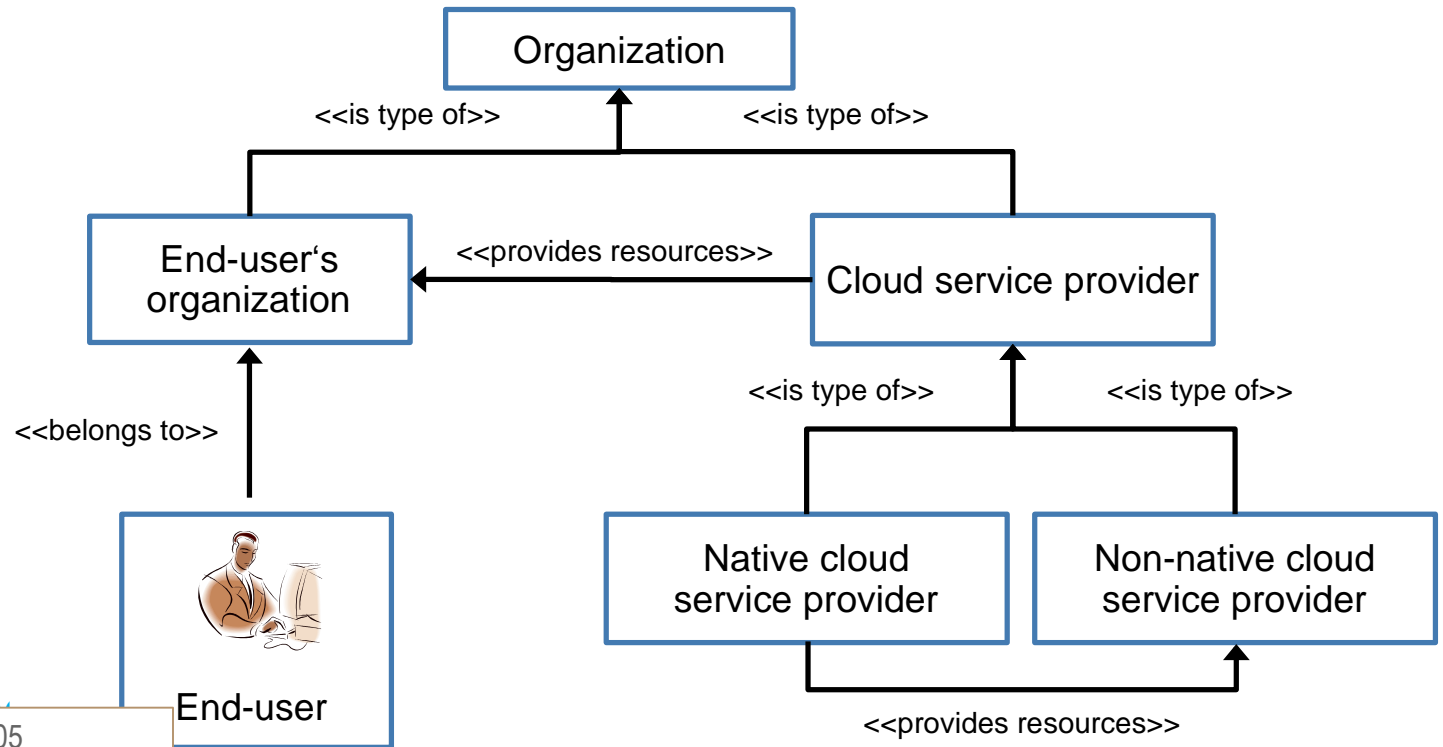 Organization
<<is type of>>
<<is type of>>
End-user‘s
organization
<<provides resources>>
Cloud service provider
<<is type of>>
<<is type of>>
<<belongs to>>
Native cloud
service provider
Non-native cloud
service provider
End-user
05
<<provides resources>>